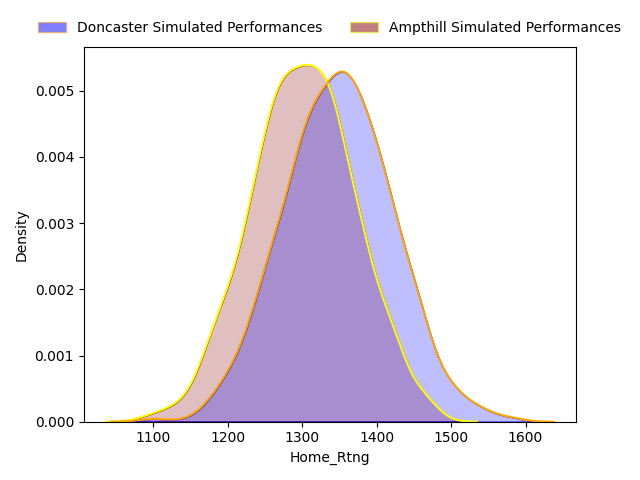 Doncaster Simulated Performances
Ampthill Simulated Performances
Density
0.005
0.004
0.003
0.002
0.001
0.000
1100 1200 1300 1400 1500 1600
Home_Rtng